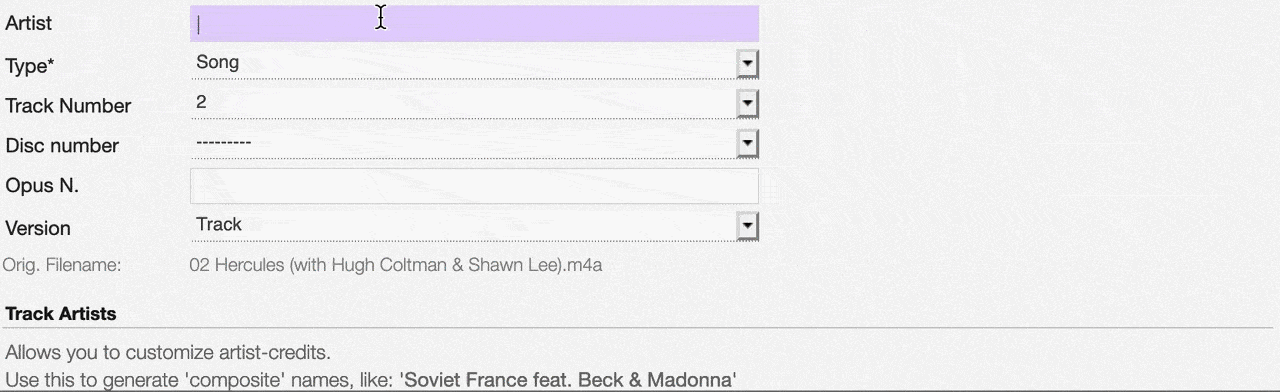 Artist
Type* Song
Track Number 2
Disc number ---------
Opus N.
Version Track
Orig. Filename: 02 Hercules (with Hugh Coltman & Shawn Lee).m4a
Track Artists
Allows you to customize artist-credits.
Use this to generate 'composite' names, like: 'Soviet France feat. Beck & Madonna'